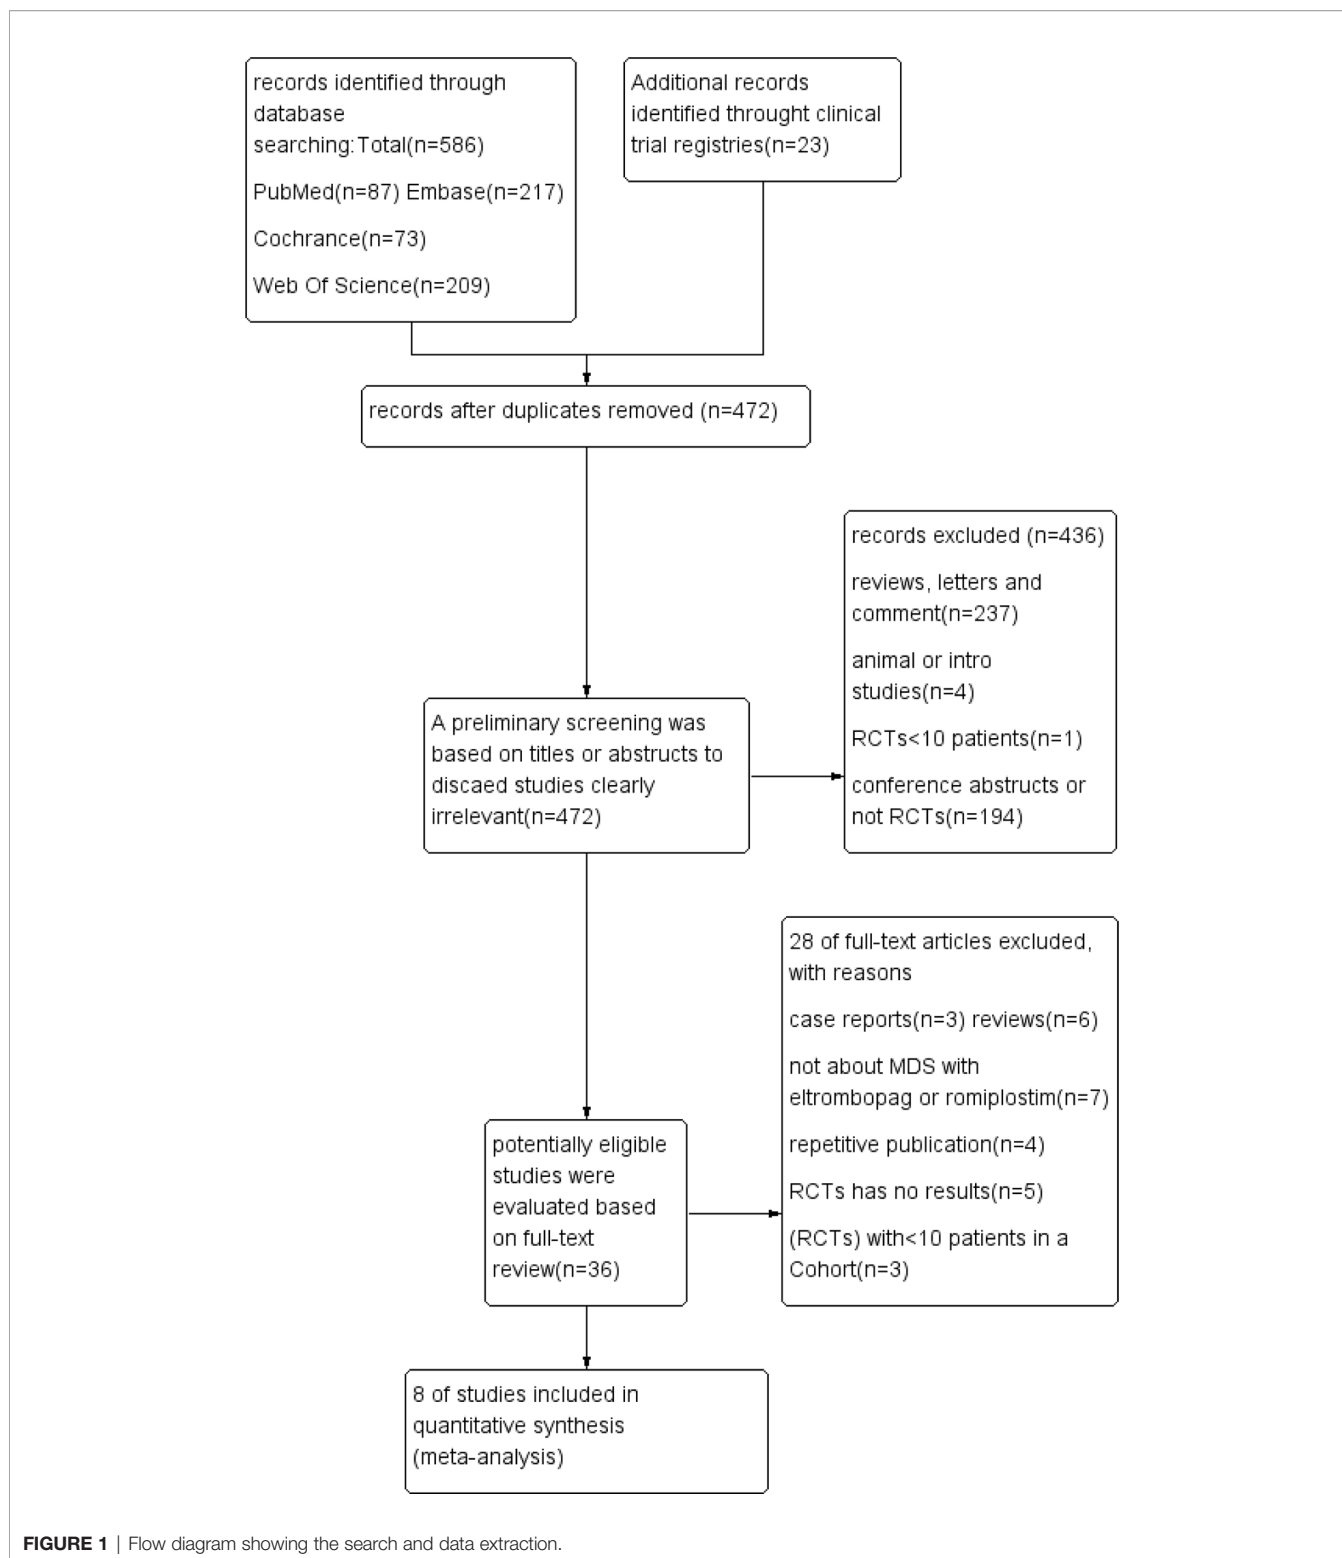 records identified through
database
searching:Total(n=586)
PubMed(n=87) Embase(n=217)
Cochrance(n=73)
Web Of Science(n=209)
Additional records
identified throught clinical
trial registries(n=23)
records after duplicates removed (n=472)
records excluded (n=436)
reviews, letters and
comment(n=237)
animal or intro
studies(n=4)
RCTs<10 patients(n=1)
conference abstructs or
not RCTs(n=194)
A preliminary screening was
based on titles or abstructs to
discaed studies clearly
irrelevant(n=472)
28 of full-text articles excluded,
with reasons
case reports(n=3) reviews(n=6)
not about MDS with
eltrombopag or romiplostim(n=7)
repetitive publication(n=4)
RCTs has no results(n=5)
(RCTs) with<10 patients in a
Cohort(n=3)
potentially eligible
studies were
evaluated based
on full-text
review(n=36)
8 of studies included in
quantitative synthesis
(meta-analysis)
FIGURE 1 | Flow diagram showing the search and data extraction.